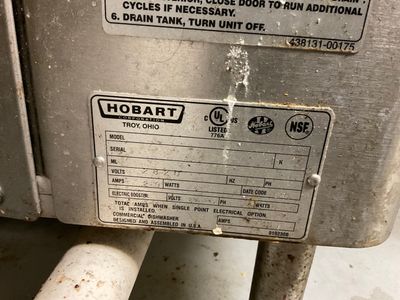 CYCLES IF NECESSARY.
6. DRAIN TANK, TURN UNIT OFF.
438131-00175
HOBART
CORPORATION
TROY, OHIO
C UL
LISTED
776A
NSF
MODEL
SERIAL
ML N
VOLTS
AMPS WATTS HZ PH
ELECTRIC BOOSTER: VOLTS PH DATE CODE
AMPS WATTS
TOTAL AMPS WHEN SINGLE POINT ELECTRICAL OPTION
IS INSTALLED. AMPS
COMMERCIAL DISHWASHER
DESIGNED AND ASSEMBLED IN U.S.A.